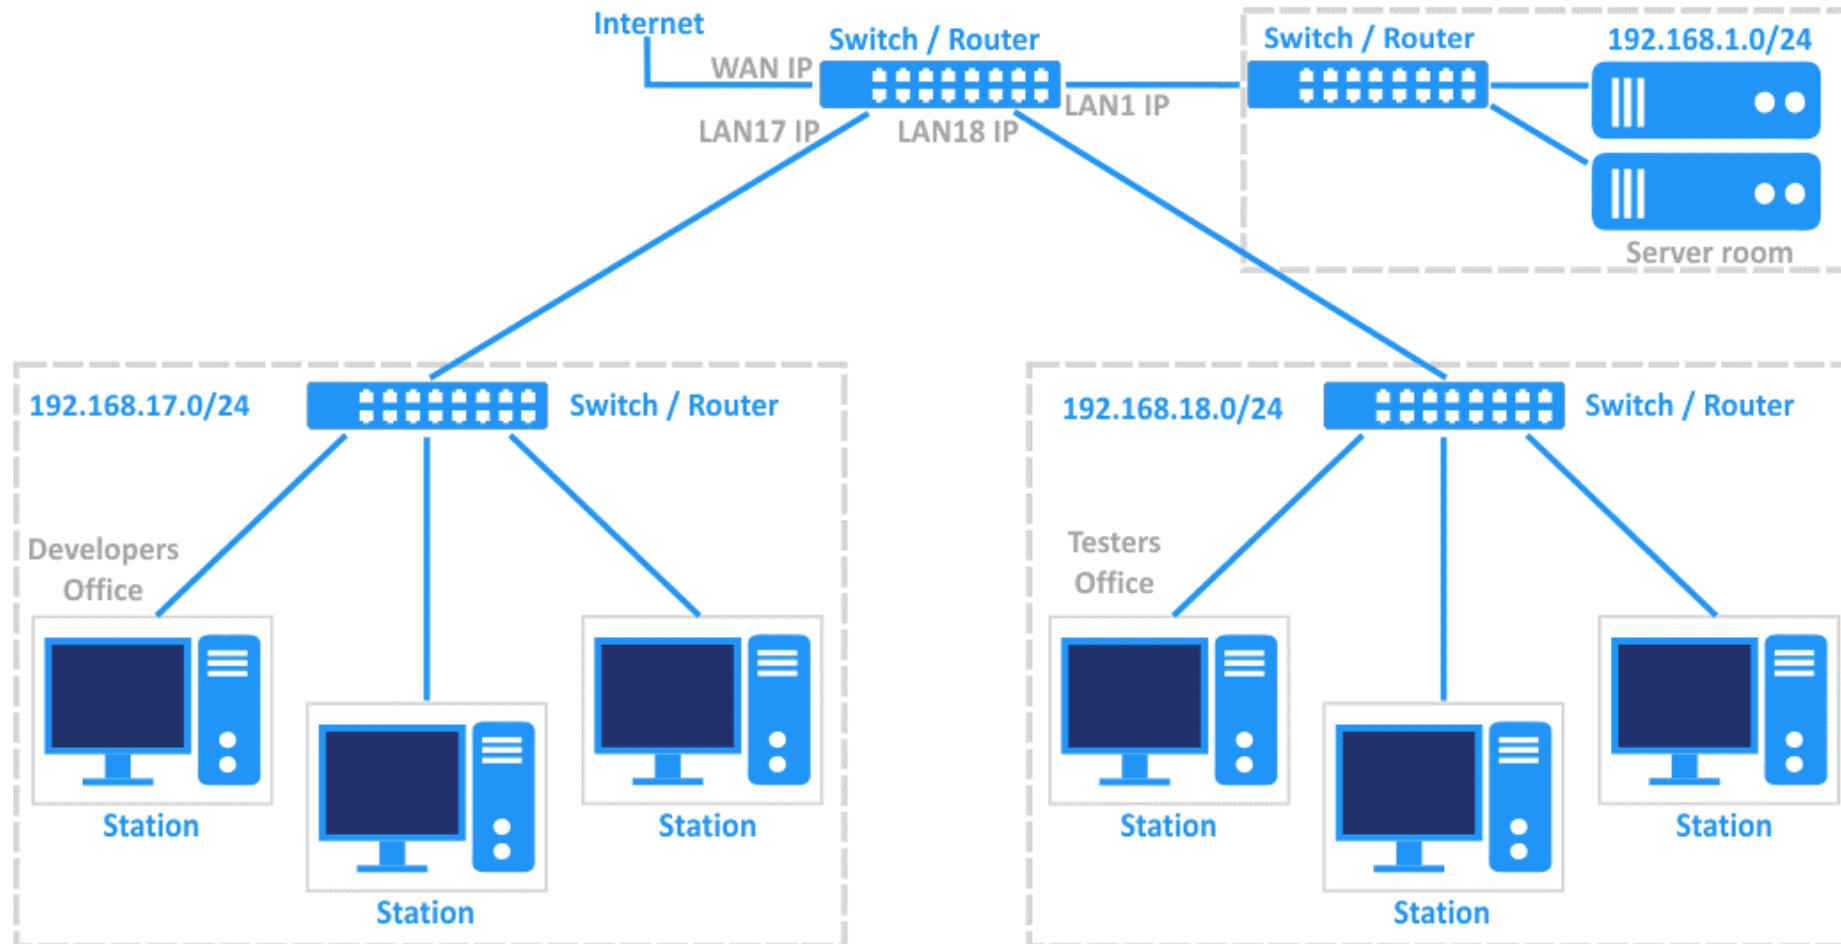 Internet
Switch / Router
Switch / Router
192.168.1.0/24
WAN IP
LAN1 IP
LAN17 IP
LAN18 IP
Server room
192.168.17.0/24
Switch / Router
192.168.18.0/24
Switch / Router
Developers
Office
Testers
Office
Station
Station
Station
Station
Station
Station